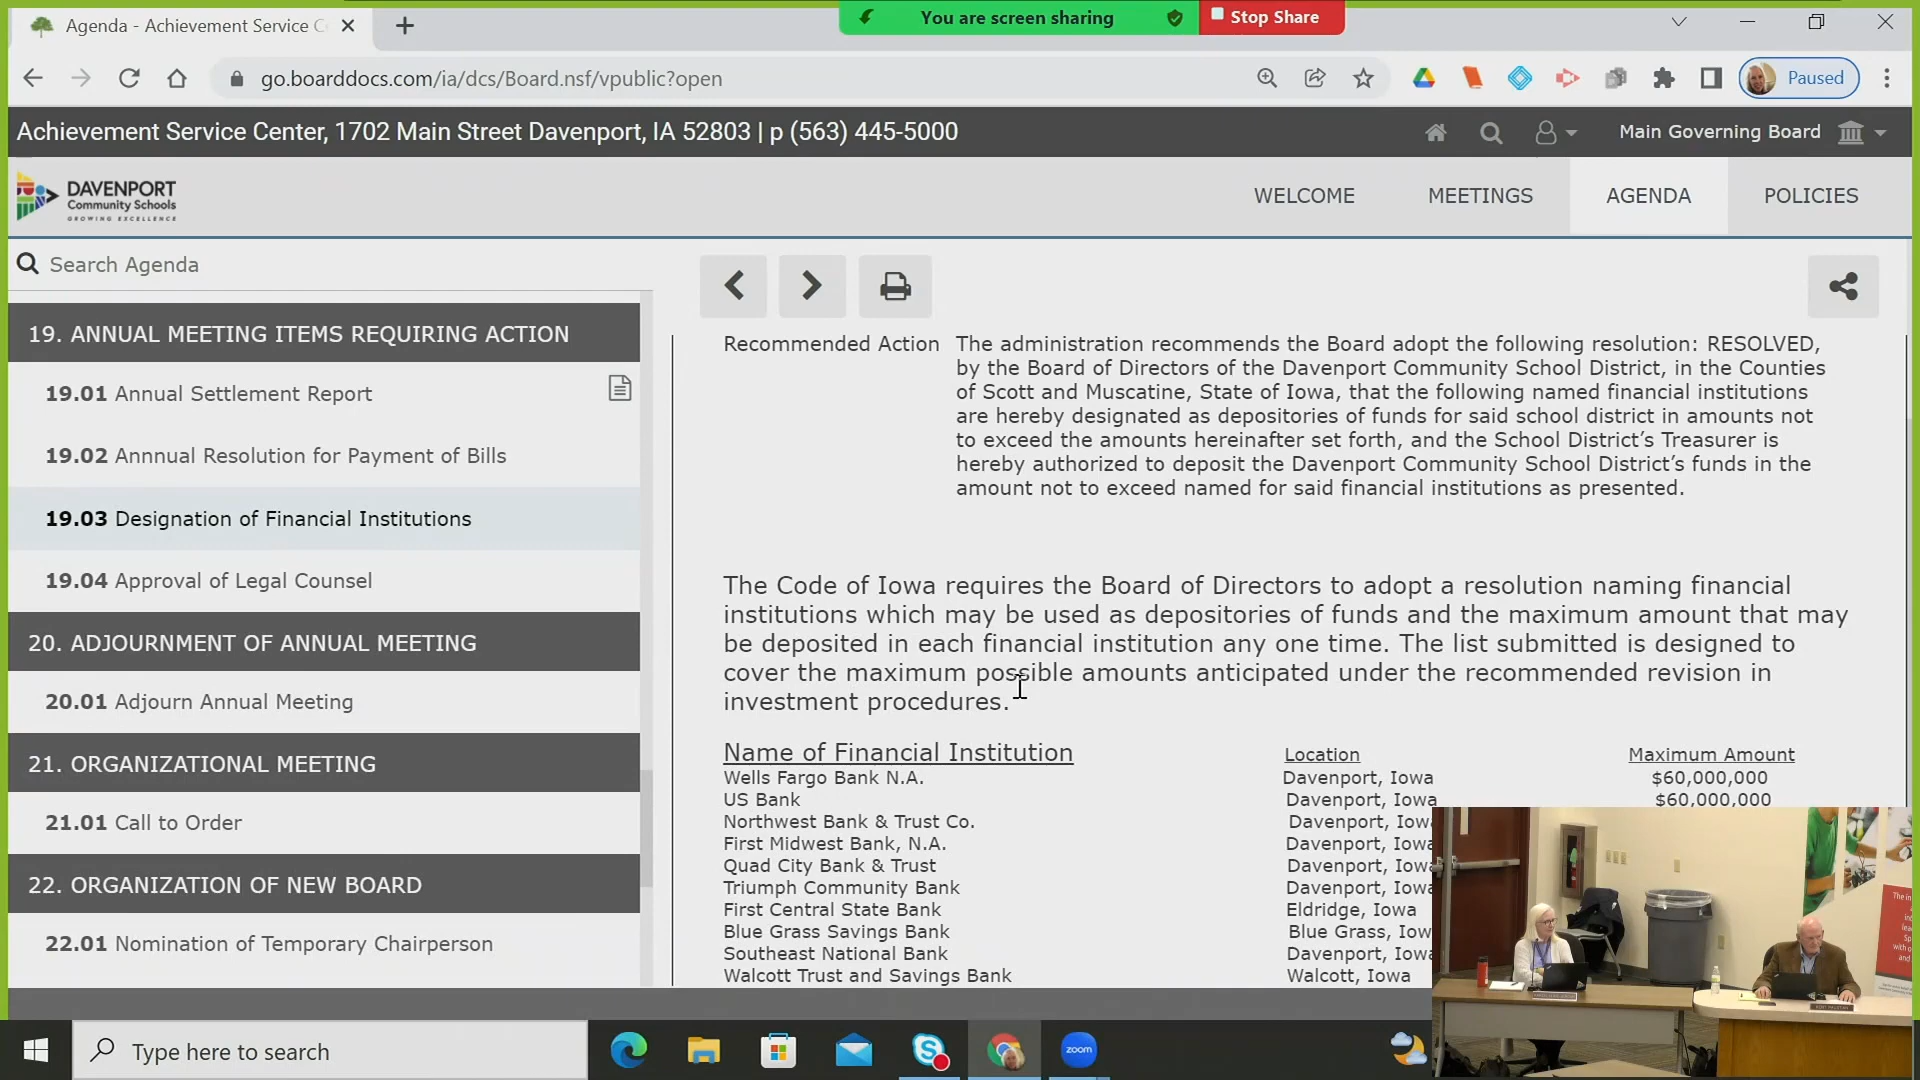 Agenda - Achievement Service C
You are screen sharing
Stop Share
go.boarddocs.com/ia/dcs/Board.nsf/vpublic?open
Paused
Achievement Service Center, 1702 Main Street Davenport, IA 52803 | p (563) 445-5000
Main Governing Board
DAVENPORT
Community Schools
GROWING EXCELLENCE
WELCOME
MEETINGS
AGENDA
POLICIES
Search Agenda
19. ANNUAL MEETING ITEMS REQUIRING ACTION
19.01 Annual Settlement Report
19.02 Annnual Resolution for Payment of Bills
19.03 Designation of Financial Institutions
19.04 Approval of Legal Counsel
20. ADJOURNMENT OF ANNUAL MEETING
20.01 Adjourn Annual Meeting
21. ORGANIZATIONAL MEETING
21.01 Call to Order
22. ORGANIZATION OF NEW BOARD
22.01 Nomination of Temporary Chairperson
Recommended Action
The administration recommends the Board adopt the following resolution: RESOLVED,
by the Board of Directors of the Davenport Community School District, in the Counties
of Scott and Muscatine, State of Iowa, that the following named financial institutions
are hereby designated as depositories of funds for said school district in amounts not
to exceed the amounts hereinafter set forth, and the School District's Treasurer is
hereby authorized to deposit the Davenport Community School District's funds in the
amount not to exceed named for said financial institutions as presented.
The Code of Iowa requires the Board of Directors to adopt a resolution naming financial
institutions which may be used as depositories of funds and the maximum amount that may
be deposited in each financial institution any one time. The list submitted is designed to
cover the maximum possible amounts anticipated under the recommended revision in
investment procedures.
Name of Financial Institution Location Maximum Amount
Wells Fargo Bank N.A. Davenport, Iowa $60,000,000
US Bank Davenport, Iowa $60,000,000
Northwest Bank & Trust Co. Davenport, Iowa
First Midwest Bank, N.A. Davenport, Iowa
Quad City Bank & Trust Davenport, Iowa
Triumph Community Bank Davenport, Iowa
First Central State Bank Eldridge, Iowa
Blue Grass Savings Bank Blue Grass, Iow
Southeast National Bank Davenport, Iowa
Walcott Trust and Savings Bank Walcott, Iowa
Type here to search
zoom